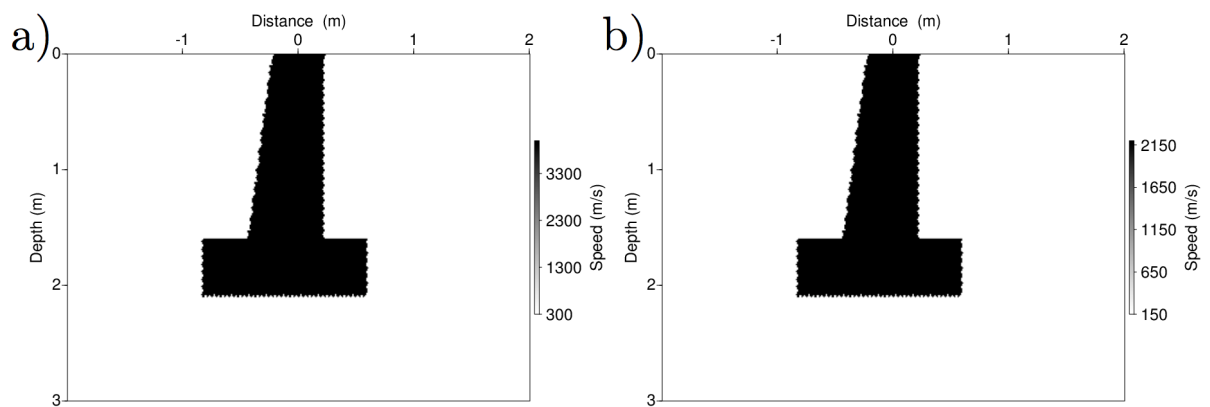 a)
Distance (m)
-1 0 1 2
0
1
2
3
Depth (m)
3300
2300
1300
300
Speed (m/s)
b)
Distance (m)
-1 0 1 2
0
1
2
3
Depth (m)
2150
1650
1150
650
150
Speed (m/s)